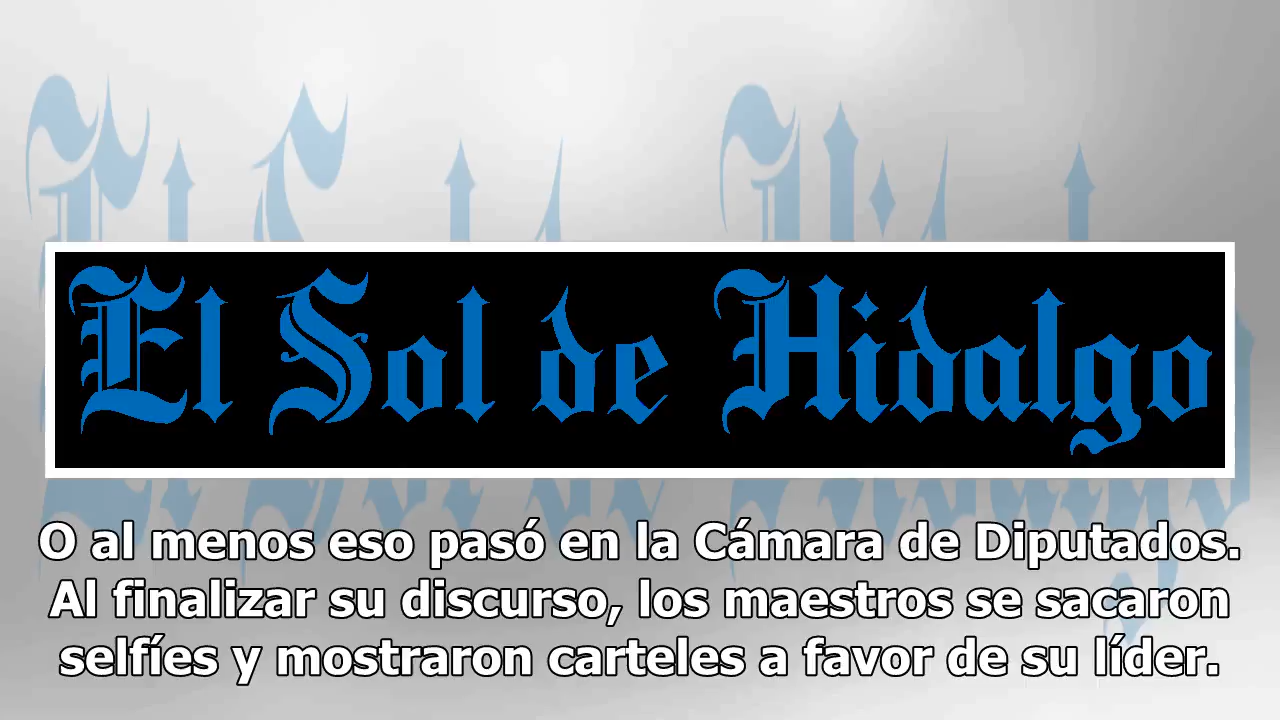 El Sol de Hidalgo
O al menos eso pasó en la Cámara de Diputados.
Al finalizar su discurso, los maestros se sacaron
selfíes y mostraron carteles a favor de su líder.